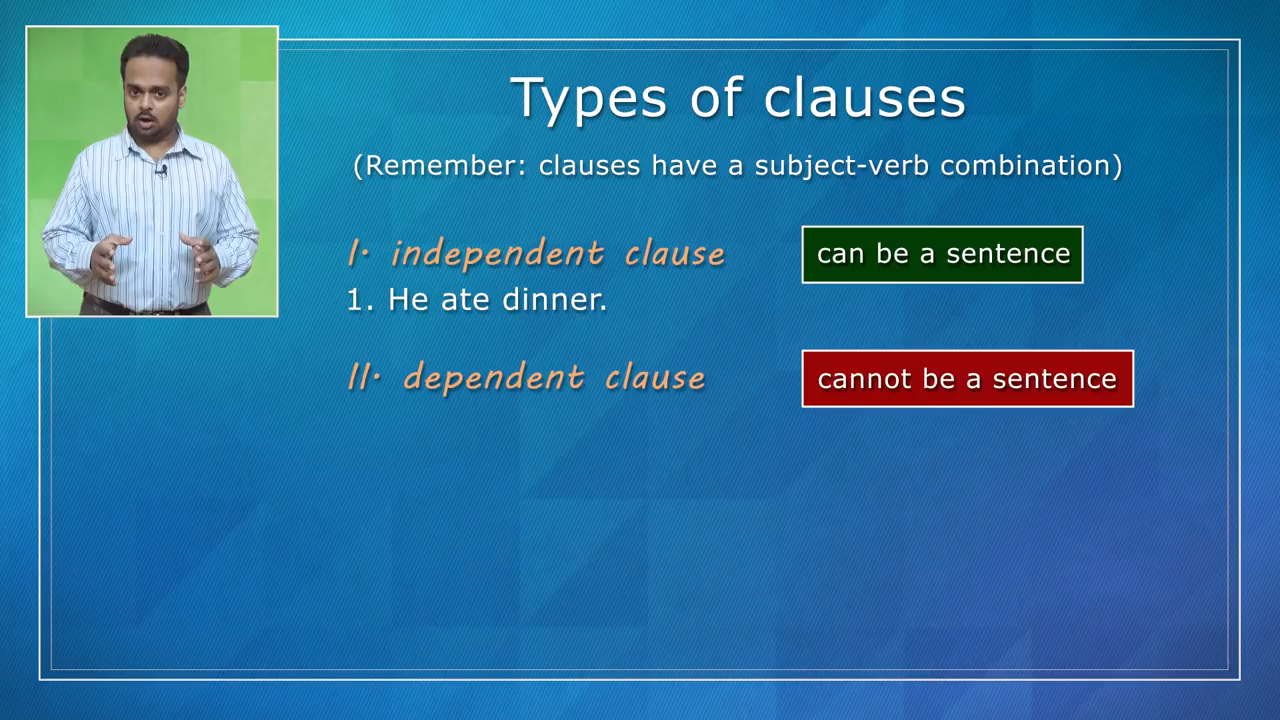 Types of clauses
(Remember: clauses have a subject-verb combination)
I. independent clause
can be a sentence
1. He ate dinner.
II. dependent clause
cannot be a sentence